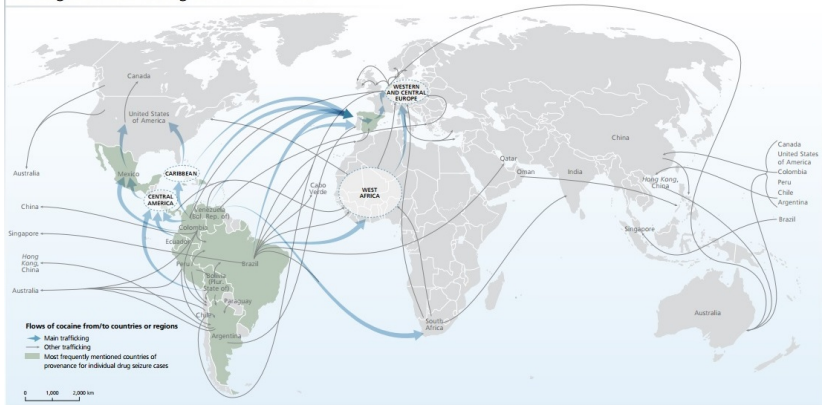 Canada
United States
of America
Australia
Mexico
CARIBBEAN
CENTRAL
AMERICA
China
Singapore
Hong
Kong,
China
Australia
Venezuela
(Bol. Rep. of)
Colombia
Ecuador
Peru
Brazil
Bolivia
(Plur.
State of)
Paraguay
Chile
Argentina
WESTERN
AND CENTRAL
EUROPE
Cabo
Verde
WEST
AFRICA
South
Africa
Qatar
Oman
India
China
Hong Kong,
China
Singapore
Australia
Canada
United States
of America
Colombia
Peru
Chile
Argentina
Brazil
Flows of cocaine from/to countries or regions
Main trafficking
Other trafficking
Most frequently mentioned countries of
provenance for individual drug seizure cases
0 1,000 2,000 km